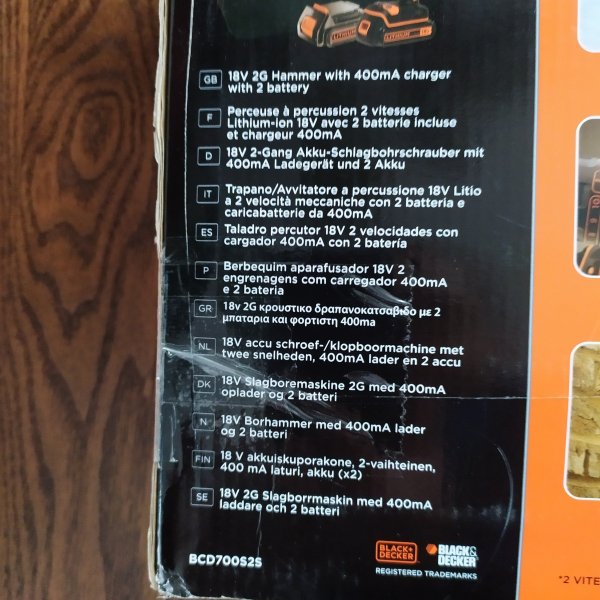 GB 18V 2G Hammer with 400mA charger
with 2 battery
F Perceuse à percussion 2 vitesses
Lithium-ion 18V avec 2 batterie incluse
et chargeur 400mA
D 18V 2-Gang Akku-Schlagbohrschrauber mit
400mA Ladegerät und 2 Akku
IT Trapano/Avvitatore a percussione 18V Litio
a 2 velocità meccaniche con 2 batteria e
caricabatterie da 400mA
ES Taladro percutor 18V 2 velocidades con
cargador 400mA con 2 batería
P Berbequim aparafusador 18V 2
engrenagens com carregador 400mA
e 2 bateria
GR 18v 2G κρουστικο δραπανοκατσαβιδο με 2
μπαταρια και φορτιστη 400ma
NL 18V accu schroef-/klopboormachine met
twee snelheden, 400mA lader en 2 accu
DK 18V Slagboremaskine 2G med 400mA
oplader og 2 batteri
N 18V Borhammer med 400mA lader
og 2 batteri
FIN 18 V akkuiskuporakone, 2-vaihteinen,
400 mA laturi, akku (x2)
SE 18V 2G Slagborrmaskin med 400mA
laddare och 2 batteri
BCD700S2S
BLACK+
DECKER
BLACK&
DECKER
REGISTERED TRADEMARKS
*2 VITE